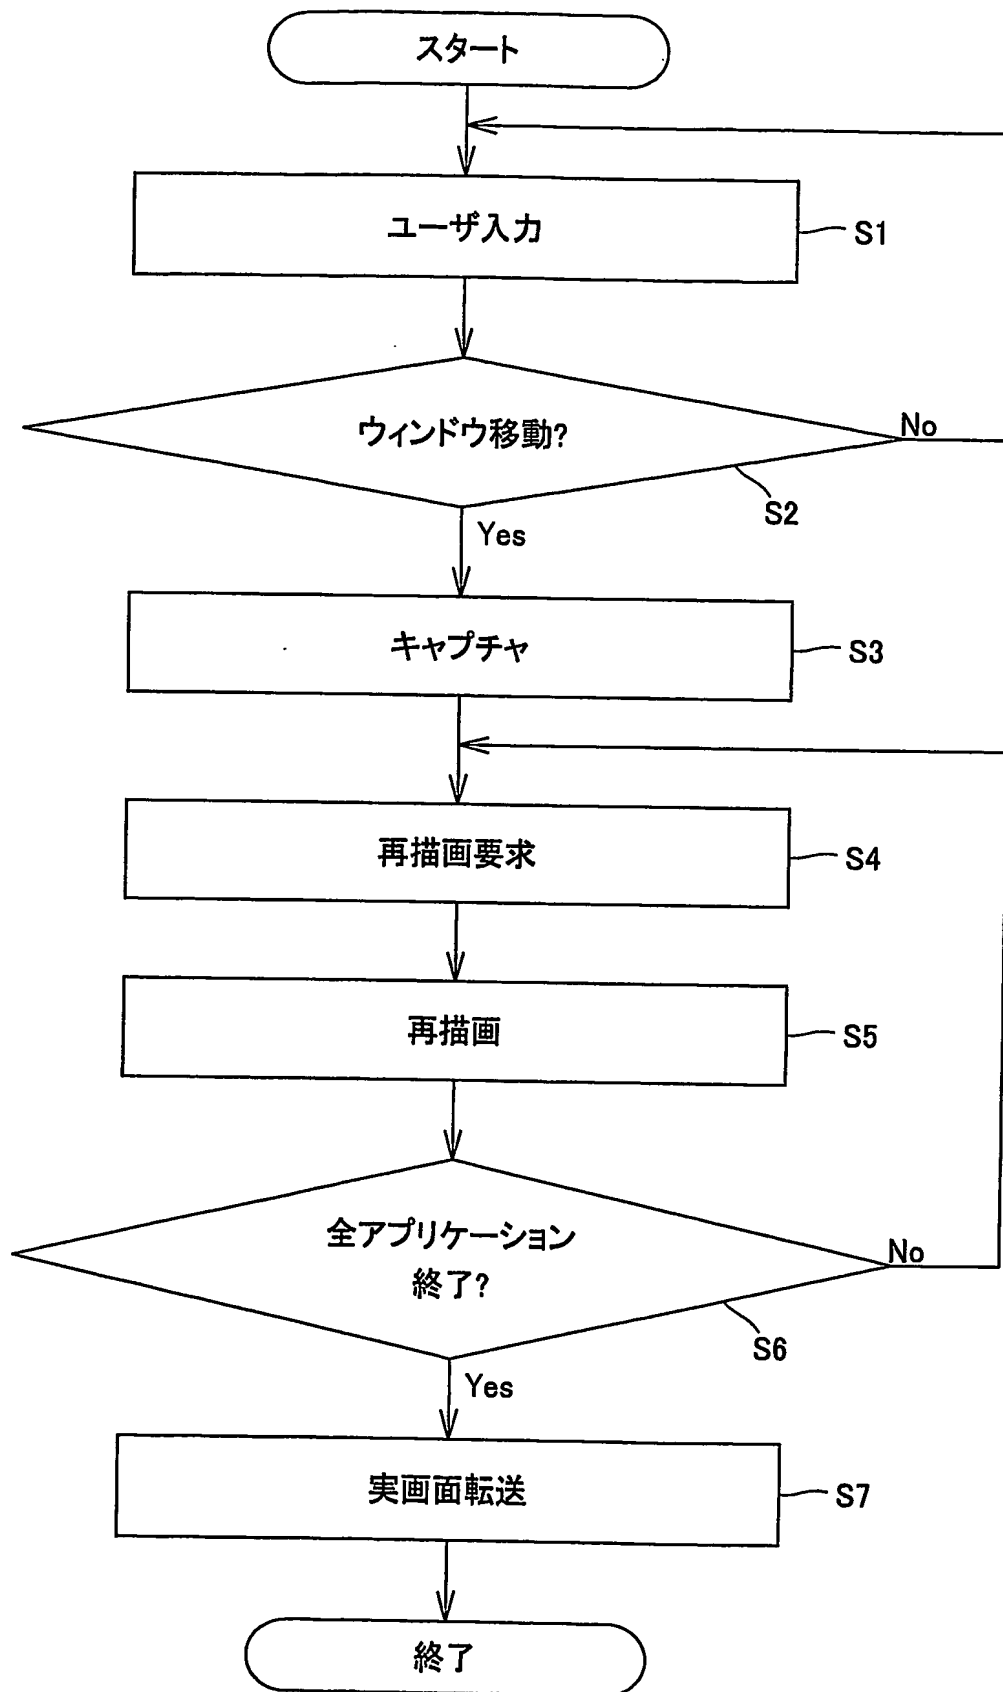 スタート
ユーザ入力
S1
ウィンドウ移動?
No
S2
Yes
キャプチャ
S3
再描画要求
S4
再描画
S5
全アプリケーション
終了?
No
S6
Yes
実画面転送
S7
終了